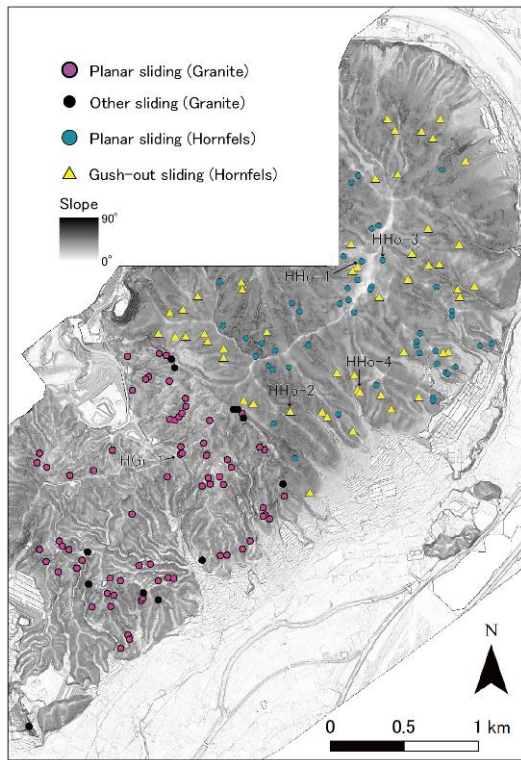 Planar sliding (Granite)
Other sliding (Granite)
Planar sliding (Hornfels)
Gush-out sliding (Hornfels)
Slope
90°
0°
HHo-3
HHo-1
HHo-4
HHo-2
HGr
N
0 0.5 1 km